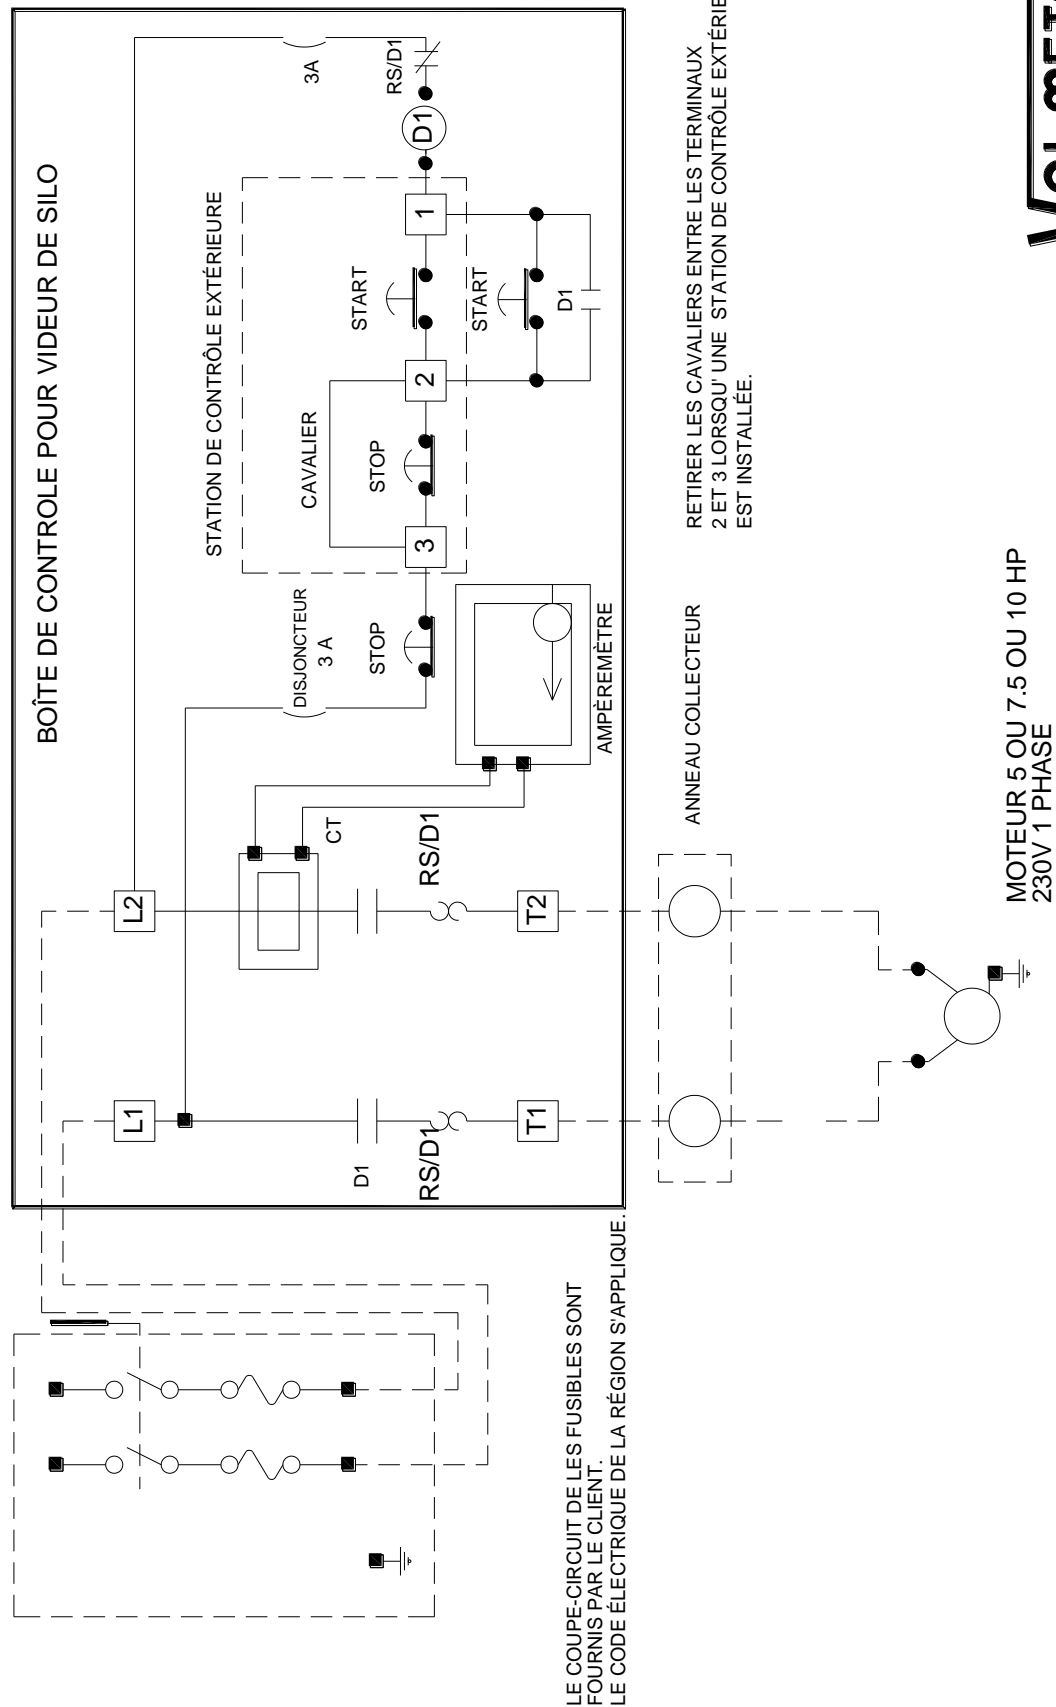 BOÎTE DE CONTROLE POUR VIDEUR DE SILO
3A
RS/D1
D1
STATION DE CONTRÔLE EXTÉRIEURE
1
START
START
D1
2
CAVALIER
STOP
3
DISJONCTEUR
3 A
STOP
AMPÈREMÈTRE
CT
L2
RS/D1
T2
L1
D1
RS/D1
T1
ANNEAU COLLECTEUR
RETIRER LES CAVALIERS ENTRE LES TERMINAUX
2 ET 3 LORSQU' UNE STATION DE CONTRÔLE EXTÉRIE
EST INSTALLÉE.
MOTEUR 5 OU 7.5 OU 10 HP
230V 1 PHASE
LE COUPE-CIRCUIT DE LES FUSIBLES SONT
FOURNIS PAR LE CLIENT.
LE CODE ÉLECTRIQUE DE LA RÉGION S'APPLIQUE.